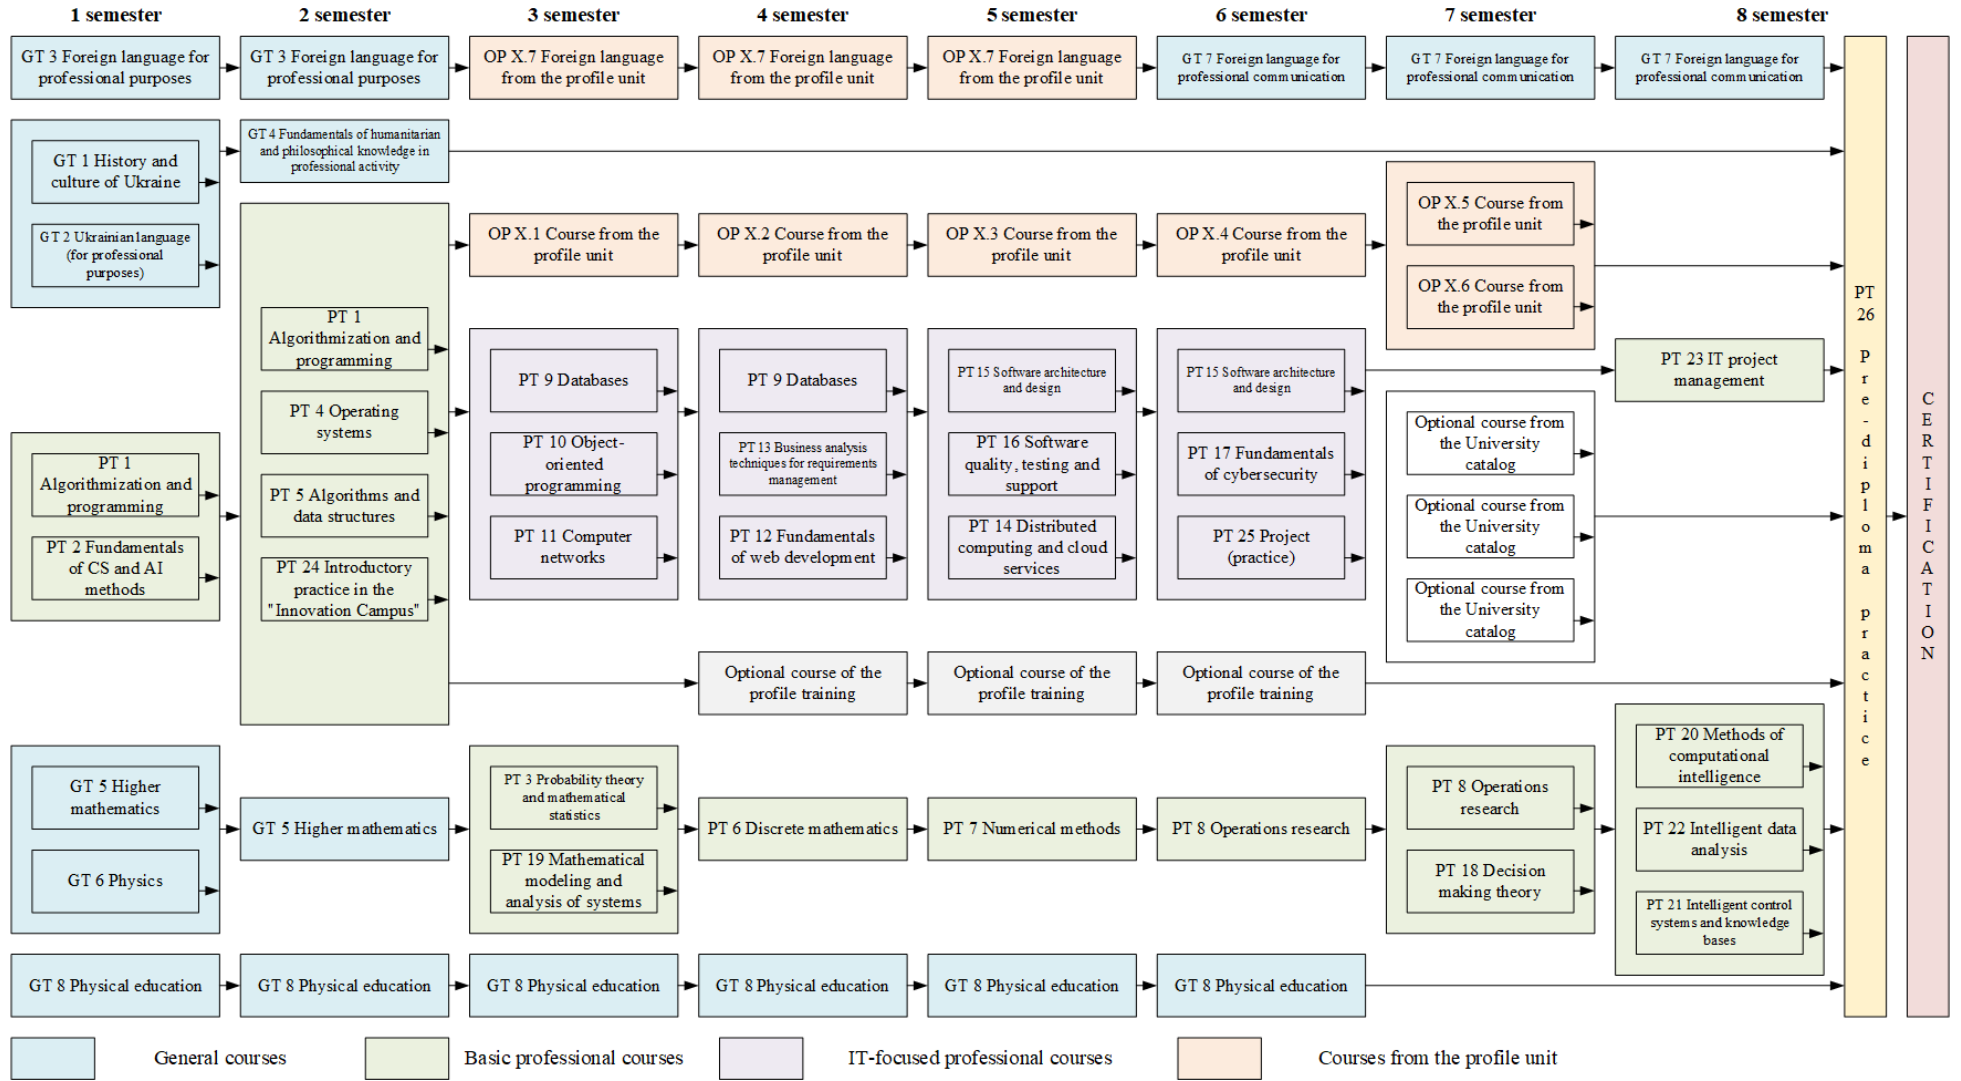 1 semester
2 semester
3 semester
4 semester
5 semester
6 semester
7 semester
8 semester
GT 3 Foreign language for
professional purposes
GT 3 Foreign language for
professional purposes
OP X.7 Foreign language
from the profile unit
OP X.7 Foreign language
from the profile unit
OP X.7 Foreign language
from the profile unit
GT 7 Foreign language for
professional communication
GT 7 Foreign language for
professional communication
GT 7 Foreign language for
professional communication
GT 1 History and
culture of Ukraine
GT 2 Ukrainian language
(for professional
purposes)
GT 4 Fundamentals of humanitarian
and philosophical knowledge in
professional activity
OP X.1 Course from the
profile unit
OP X.2 Course from the
profile unit
OP X.3 Course from the
profile unit
OP X.4 Course from the
profile unit
OP X.5 Course from
the profile unit
OP X.6 Course from
the profile unit
PT 1
Algorithmization and
programming
PT 2 Fundamentals
of CS and AI
methods
PT 1
Algorithmization and
programming
PT 4 Operating
systems
PT 5 Algorithms and
data structures
PT 24 Introductory
practice in the
"Innovation Campus"
PT 9 Databases
PT 10 Object-
oriented
programming
PT 11 Computer
networks
PT 9 Databases
PT 13 Business analysis
techniques for requirements
management
PT 12 Fundamentals
of web development
PT 15 Software architecture
and design
PT 16 Software
quality, testing and
support
PT 14 Distributed
computing and cloud
services
PT 15 Software architecture
and design
PT 17 Fundamentals
of cybersecurity
PT 25 Project
(practice)
Optional course from
the University
catalog
Optional course from
the University
catalog
Optional course from
the University
catalog
PT 23 IT project
management
Optional course of the
profile training
Optional course of the
profile training
Optional course of the
profile training
GT 5 Higher
mathematics
GT 6 Physics
GT 5 Higher mathematics
PT 3 Probability theory
and mathematical
statistics
PT 19 Mathematical
modeling and
analysis of systems
PT 6 Discrete mathematics
PT 7 Numerical methods
PT 8 Operations research
PT 8 Operations
research
PT 18 Decision
making theory
PT 20 Methods of
computational
intelligence
PT 22 Intelligent data
analysis
PT 21 Intelligent control
systems and knowledge
bases
GT 8 Physical education
GT 8 Physical education
GT 8 Physical education
GT 8 Physical education
GT 8 Physical education
GT 8 Physical education
PT 26 Pre-diploma practice
CERTIFICATION
General courses
Basic professional courses
IT-focused professional courses
Courses from the profile unit